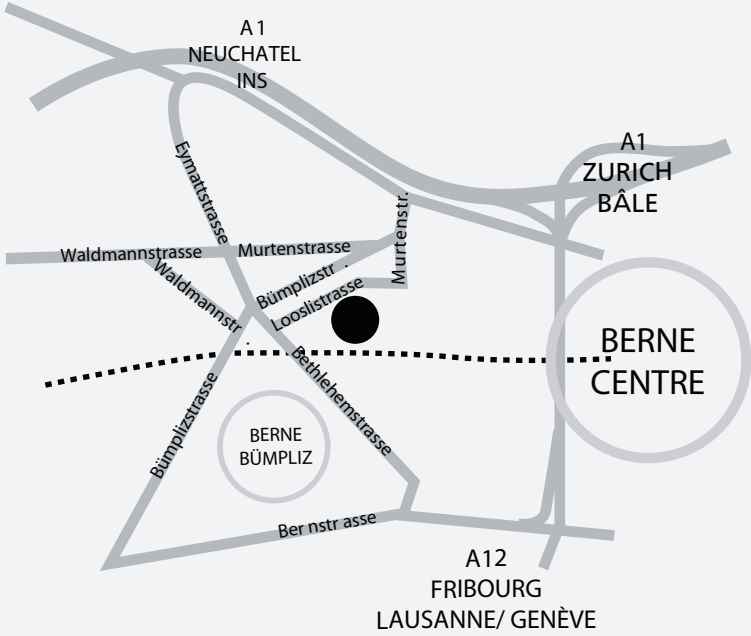 A1
NEUCHATEL
INS
A1
ZURICH
BÂLE
Eymattstrasse
Waldmannstrasse
Murtenstrasse
Murtenstr.
Waldmannstr.
Bümplizstr.
Looslistrasse
BERNE
CENTRE
Bethlehemstrasse
Bümplizstrasse
BERNE
BÜMPLIZ
Ber nstr asse
A12
FRIBOURG
LAUSANNE/ GENÈVE